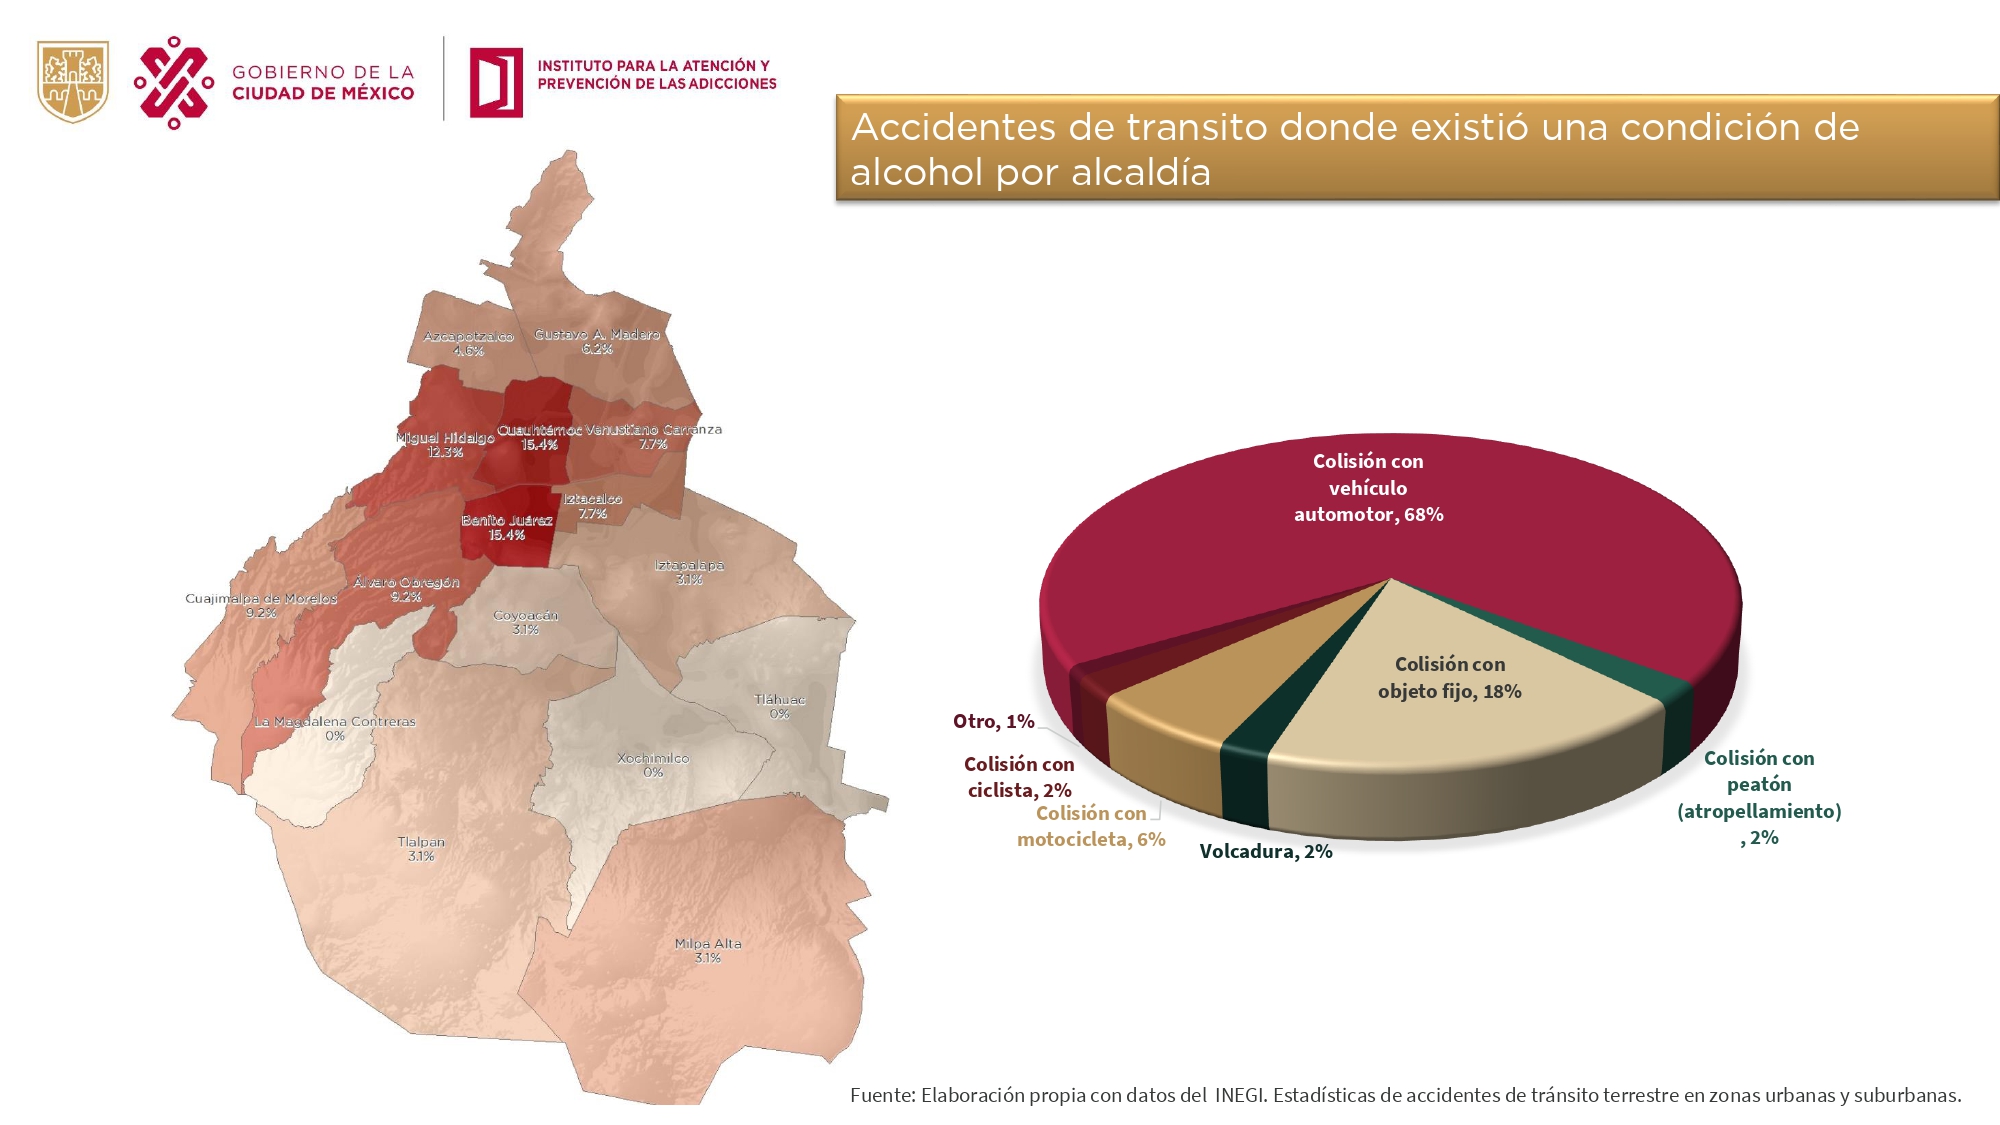 GOBIERNO DE LA
CIUDAD DE MÉXICO
INSTITUTO PARA LA ATENCIÓN Y
PREVENCIÓN DE LAS ADICCIONES
Accidentes de transito donde existió una condición de
alcohol por alcaldía
Azcapotzalco
4.6%
Gustavo A. Madero
6.2%
Miguel Hidalgo
12.3%
Cuauhtémoc
15.4%
Venustiano Carranza
7.7%
Iztacalco
7.7%
Benito Juárez
15.4%
Iztapalapa
3.1%
Álvaro Obregón
9.2%
Cuajimalpa de Morelos
9.2%
Coyoacán
3.1%
La Magdalena Contreras
0%
Tláhuac
0%
Xochimilco
0%
Tlalpan
3.1%
Milpa Alta
3.1%
Colisión con
vehículo
automotor, 68%
Colisión con
objeto fijo, 18%
Otro, 1%
Colisión con
ciclista, 2%
Colisión con
motocicleta, 6%
Volcadura, 2%
Colisión con
peatón
(atropellamiento)
, 2%
Fuente: Elaboración propia con datos del INEGI. Estadísticas de accidentes de tránsito terrestre en zonas urbanas y suburbanas.